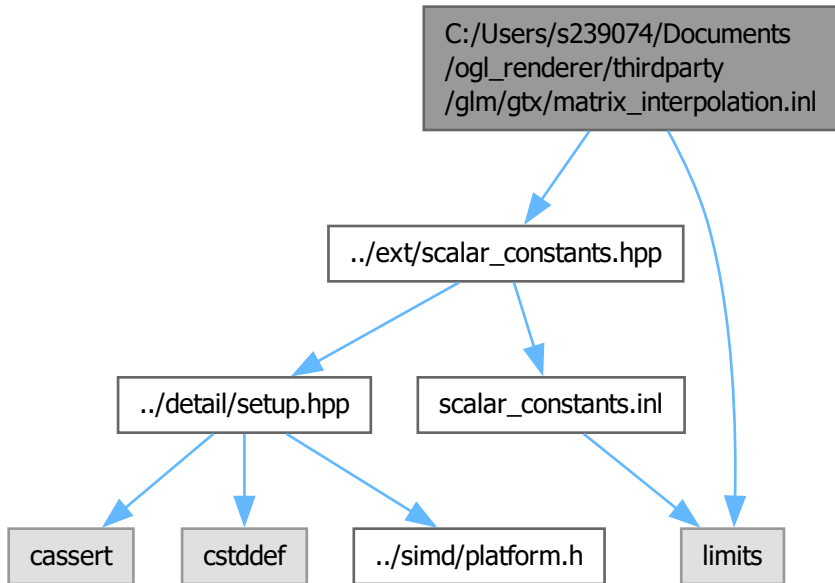 C:/Users/s239074/Documents
/ogl_renderer/thirdparty
/glm/gtx/matrix_interpolation.inl
../ext/scalar_constants.hpp
../detail/setup.hpp
scalar_constants.inl
cassert
cstddef
../simd/platform.h
limits